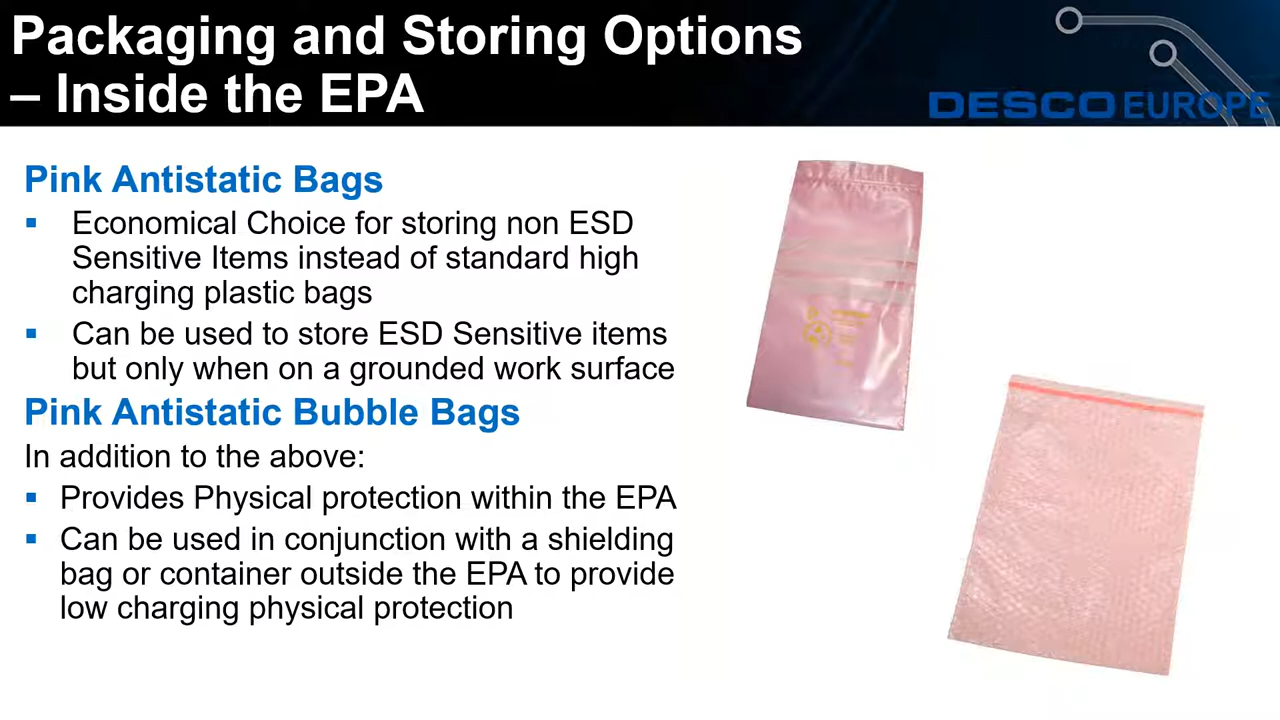 Packaging and Storing Options
– Inside the EPA
DESCO EUROPE
Pink Antistatic Bags
▪ Economical Choice for storing non ESD
Sensitive Items instead of standard high
charging plastic bags
▪ Can be used to store ESD Sensitive items
but only when on a grounded work surface
Pink Antistatic Bubble Bags
In addition to the above:
▪ Provides Physical protection within the EPA
▪ Can be used in conjunction with a shielding
bag or container outside the EPA to provide
low charging physical protection